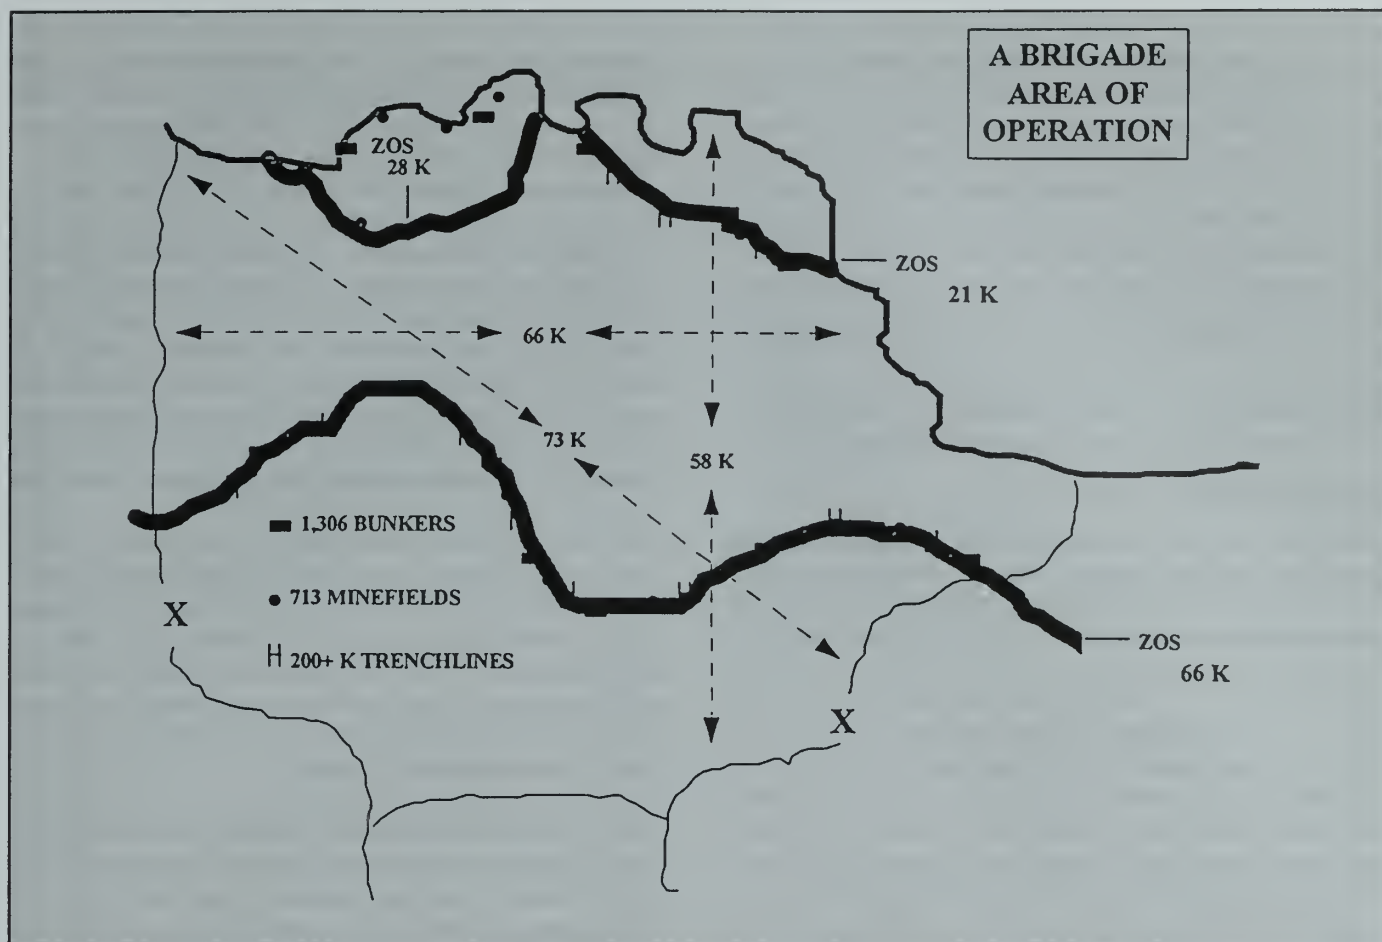 A BRIGADE
AREA OF
OPERATION
ZOS
28 K
ZOS
21 K
66 K
73 K
58 K
1,306 BUNKERS
713 MINEFIELDS
X
H 200+ K TRENCHLINES
ZOS
66 K
X